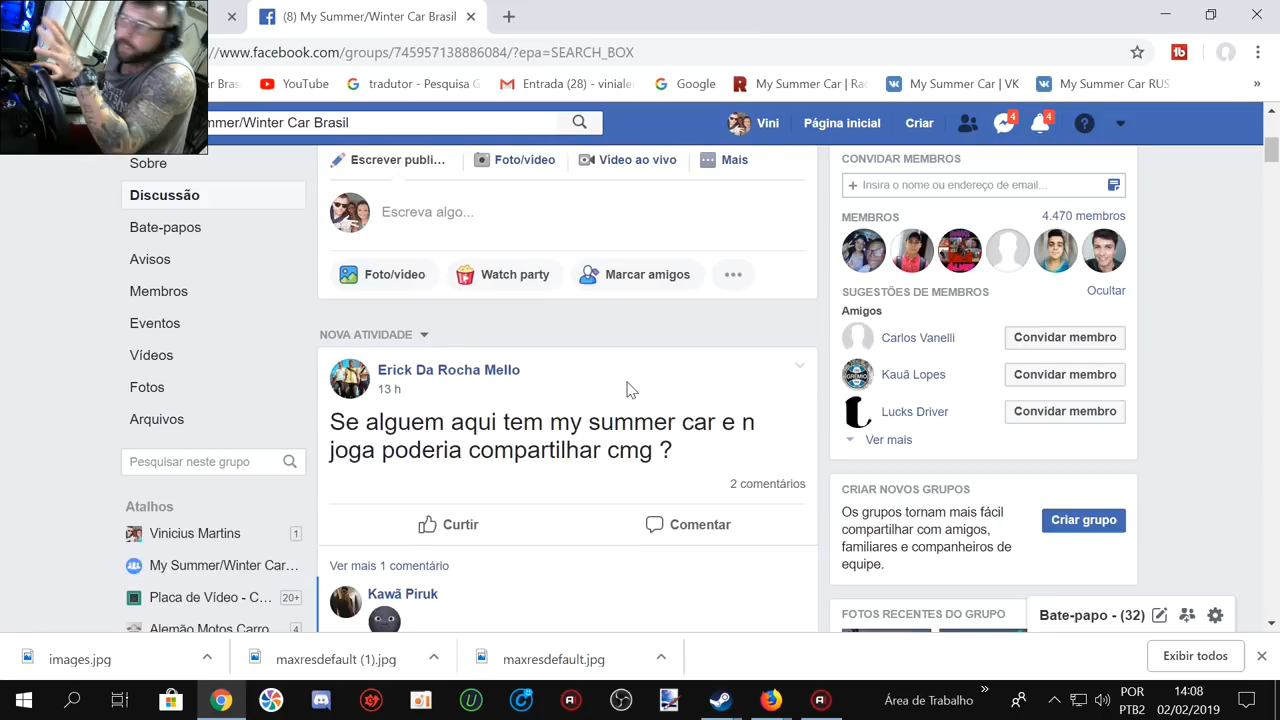 (8) My Summer/Winter Car Brasil
www.facebook.com/groups/745957138886084/?epa=SEARCH_BOX
YouTube
tradutor - Pesquisa G
Entrada (28) - vinialer
Google
My Summer Car | Ra
My Summer Car | VK
My Summer Car RUS
mmer/Winter Car Brasil
Vini
Página inicial
Criar
4
4
Sobre
Discussão
Bate-papos
Avisos
Membros
Eventos
Vídeos
Fotos
Arquivos
Pesquisar neste grupo
Atalhos
Vinicius Martins
1
My Summer/Winter Car...
Placa de Vídeo - C...
20+
Alemão Motos Carro
4
Escrever publi...
Foto/vídeo
Vídeo ao vivo
Mais
Escreva algo...
Foto/vídeo
Watch party
Marcar amigos
NOVA ATIVIDADE
Erick Da Rocha Mello
13 h
Se alguem aqui tem my summer car e n
joga poderia compartilhar cmg ?
2 comentários
Curtir
Comentar
Ver mais 1 comentário
Kawã Piruk
CONVIDAR MEMBROS
Insira o nome ou endereço de email...
MEMBROS
4.470 membros
SUGESTÕES DE MEMBROS
Ocultar
Amigos
Carlos Vanelli
Convidar membro
Kauã Lopes
Convidar membro
Lucks Driver
Convidar membro
Ver mais
CRIAR NOVOS GRUPOS
Os grupos tornam mais fácil
compartilhar com amigos,
familiares e companheiros de
equipe.
Criar grupo
FOTOS RECENTES DO GRUPO
Bate-papo - (32)
images.jpg
maxresdefault (1).jpg
maxresdefault.jpg
Exibir todos
Área de Trabalho
POR
PTB2
14:08
02/02/2019